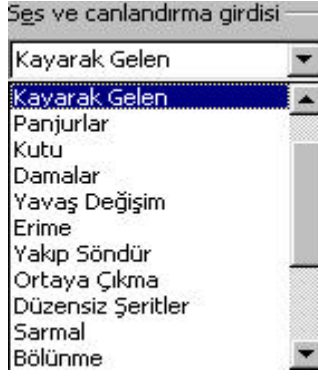 Ses ve canlandırma girdisi
Kayarak Gelen
Kayarak Gelen
Panjurlar
Kutu
Damalar
Yavaş Değişim
Erime
Yakıp Söndür
Ortaya Çıkma
Düzensiz Şeritler
Sarmal
Bölünme